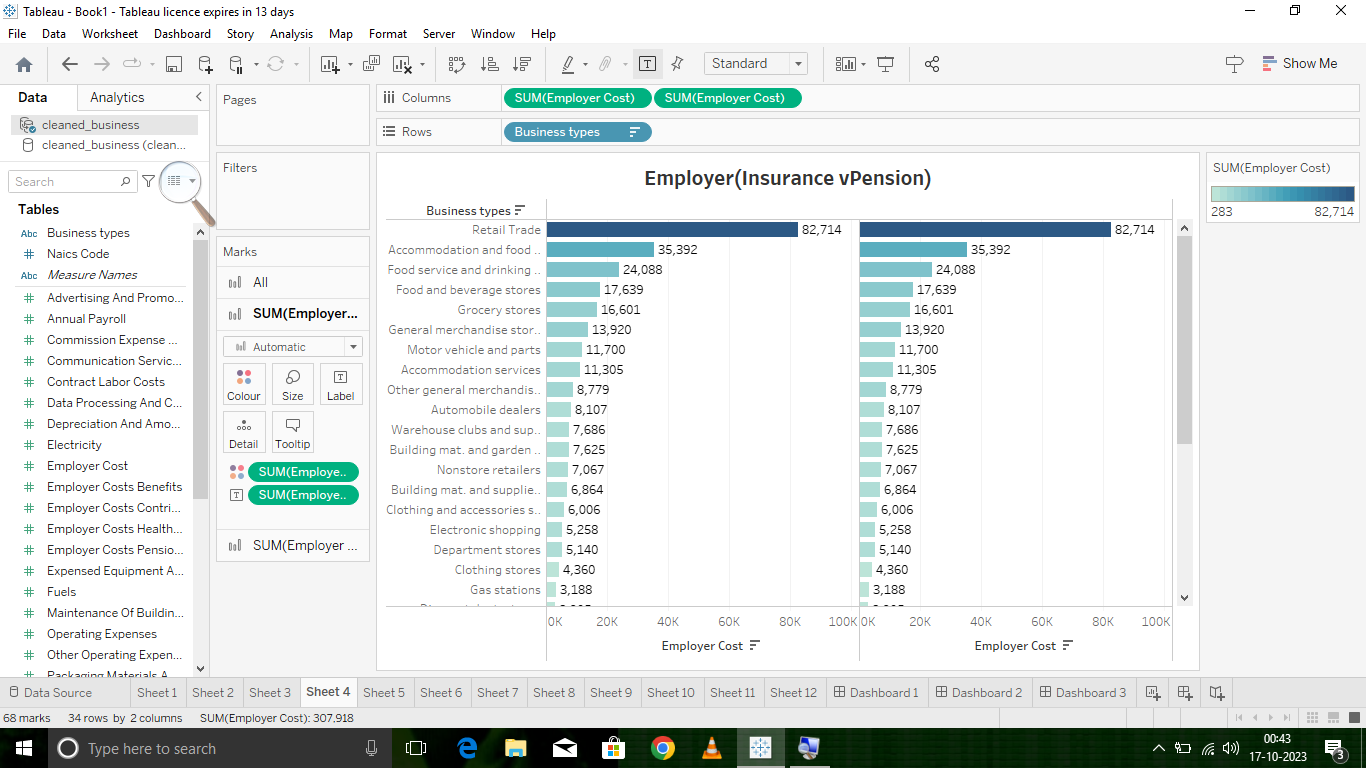 Tableau - Book1 - Tableau licence expires in 13 days
File Data Worksheet Dashboard Story Analysis Map Format Server Window Help
Standard
Show Me
Data Analytics
cleaned_business
cleaned_business (clean...
Search
Tables
Abc Business types
# Naics Code
Abc Measure Names
# Advertising And Promo...
# Annual Payroll
# Commission Expense ...
# Communication Servic...
# Contract Labor Costs
# Data Processing And C...
# Depreciation And Amo...
# Electricity
# Employer Cost
# Employer Costs Benefits
# Employer Costs Contri...
# Employer Costs Health...
# Employer Costs Pensio...
# Expensed Equipment A...
# Fuels
# Maintenance Of Buildin...
# Operating Expenses
# Other Operating Expen...
Pages
Filters
Marks
All
SUM(Employer...
Automatic
Colour Size T Label
Detail Tooltip
SUM(Employe..
T SUM(Employe..
SUM(Employer ...
Columns SUM(Employer Cost) SUM(Employer Cost)
Rows Business types
Employer(Insurance vPension)
Business types
Retail Trade 82,714 82,714
Accommodation and food .. 35,392 35,392
Food service and drinking .. 24,088 24,088
Food and beverage stores 17,639 17,639
Grocery stores 16,601 16,601
General merchandise stor.. 13,920 13,920
Motor vehicle and parts 11,700 11,700
Accommodation services 11,305 11,305
Other general merchandis.. 8,779 8,779
Automobile dealers 8,107 8,107
Warehouse clubs and sup.. 7,686 7,686
Building mat. and garden .. 7,625 7,625
Nonstore retailers 7,067 7,067
Building mat. and supplie.. 6,864 6,864
Clothing and accessories s.. 6,006 6,006
Electronic shopping 5,258 5,258
Department stores 5,140 5,140
Clothing stores 4,360 4,360
Gas stations 3,188 3,188
0K 20K 40K 60K 80K 100K 0K 20K 40K 60K 80K 100K
Employer Cost Employer Cost
SUM(Employer Cost)
283 82,714
Data Source Sheet 1 Sheet 2 Sheet 3 Sheet 4 Sheet 5 Sheet 6 Sheet 7 Sheet 8 Sheet 9 Sheet 10 Sheet 11 Sheet 12 Dashboard 1 Dashboard 2 Dashboard 3
68 marks 34 rows by 2 columns SUM(Employer Cost): 307,918
Type here to search
00:43
17-10-2023
3